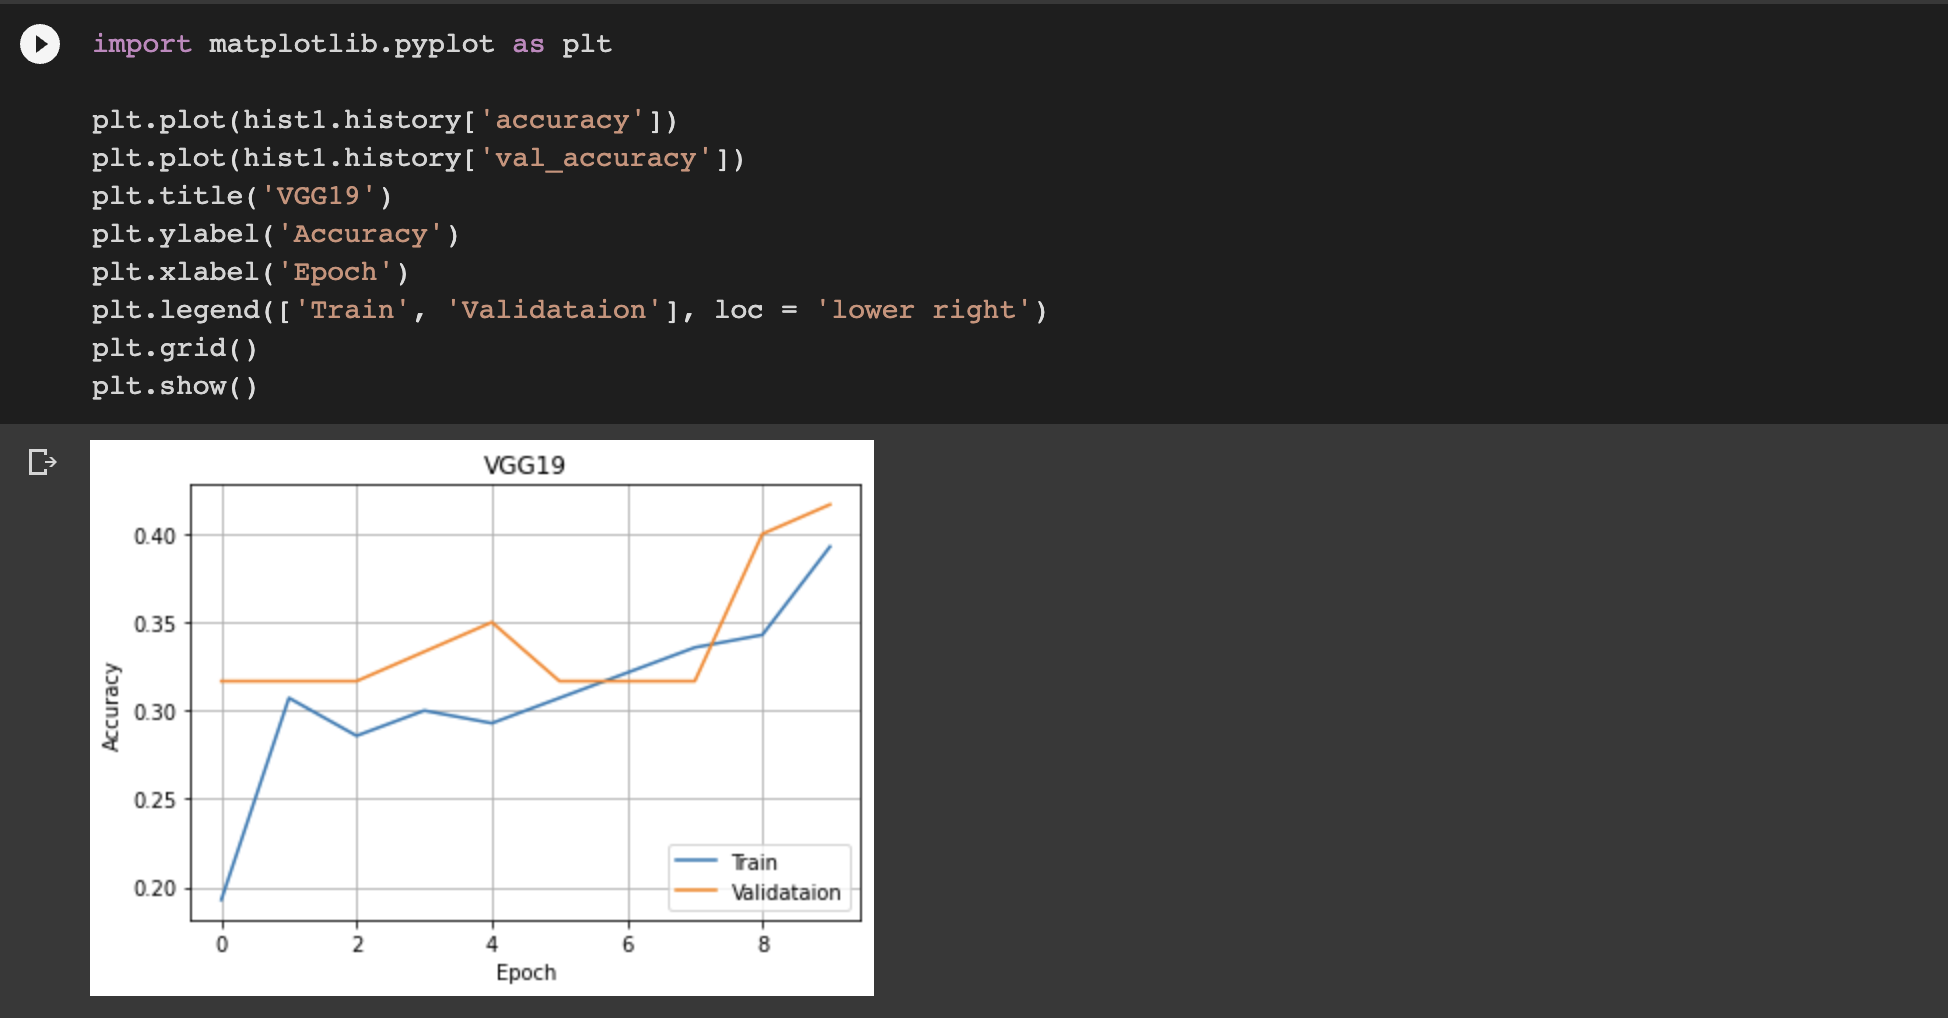 import matplotlib.pyplot as plt
plt.plot(hist1.history['accuracy'])
plt.plot(hist1.history['val_accuracy'])
plt.title('VGG19')
plt.ylabel('Accuracy')
plt.xlabel('Epoch')
plt.legend(['Train', 'Validataion'], loc = 'lower right')
plt.grid()
plt.show()
VGG19
0.40
0.35
0.30
0.25
0.20
Accuracy
Train
Validataion
0 2 4 6 8
Epoch